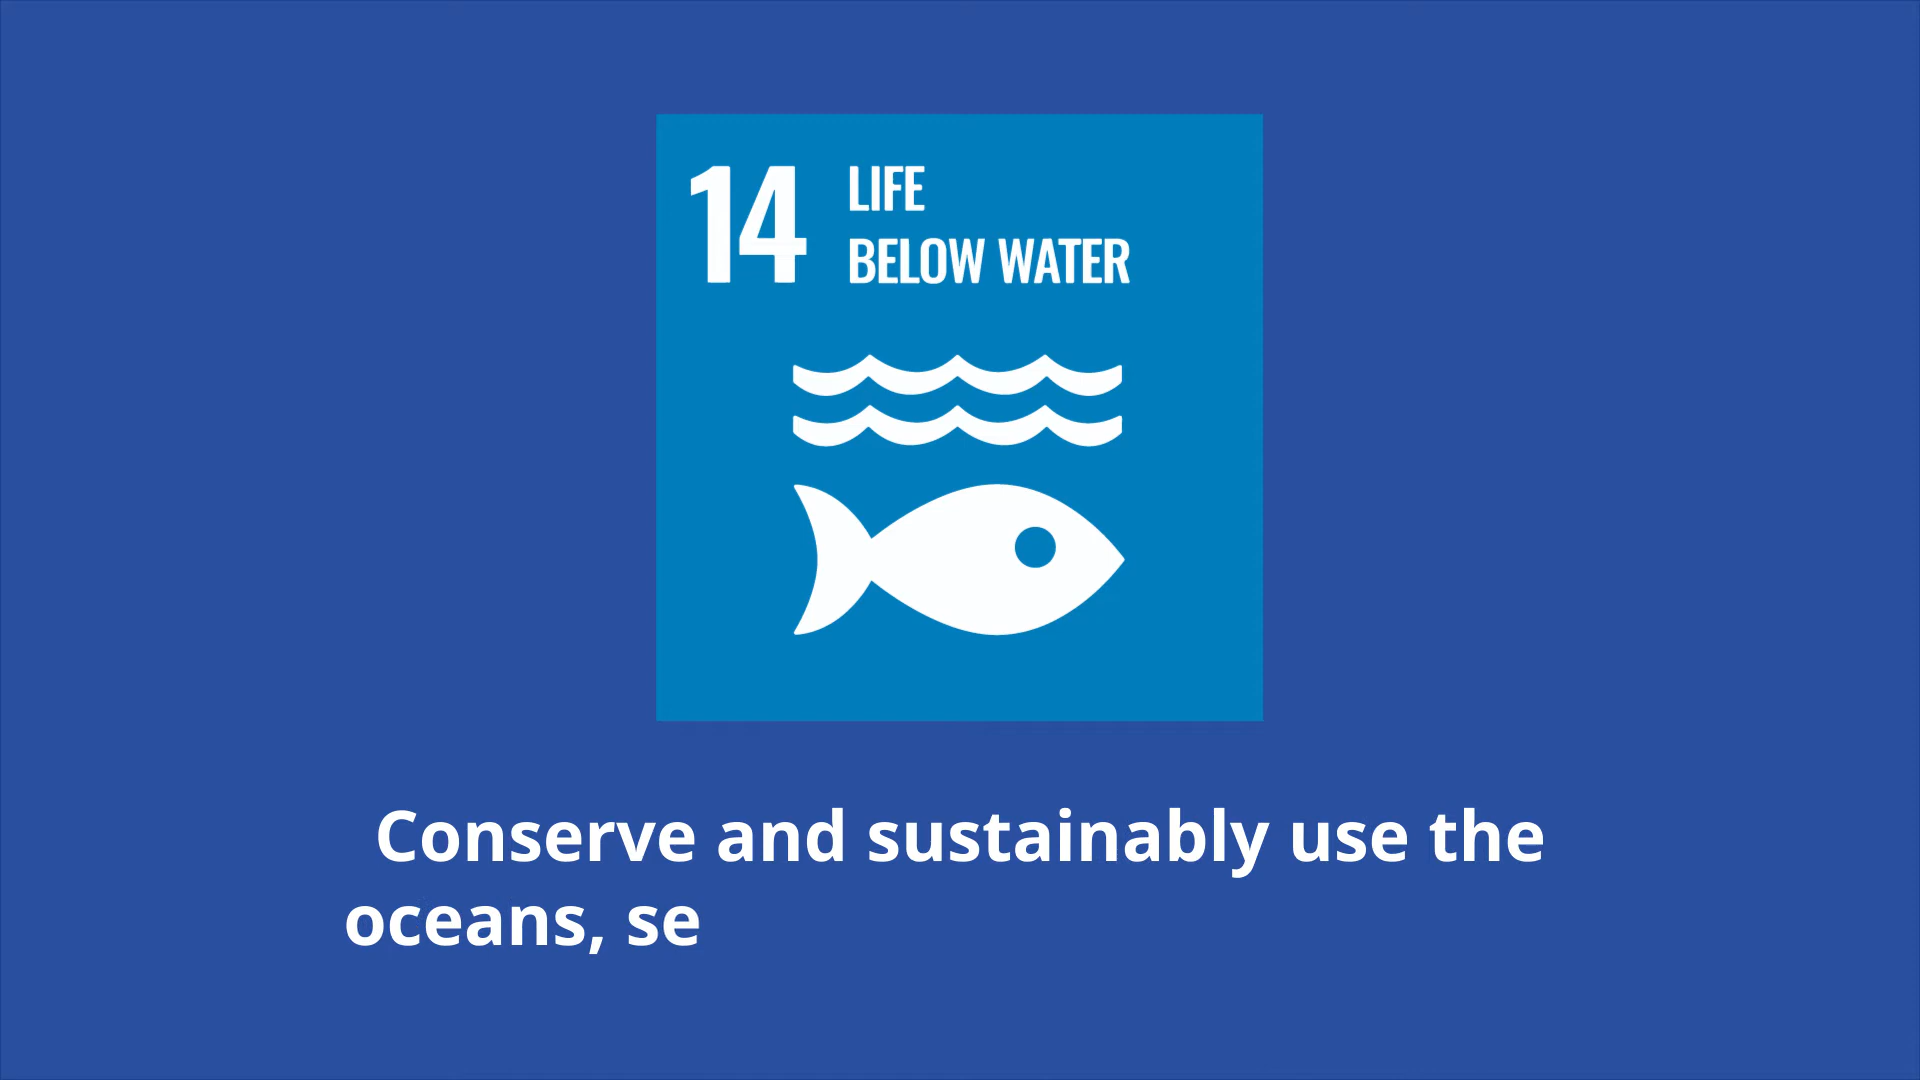 14
LIFE
BELOW WATER
Conserve and sustainably use the
oceans, se